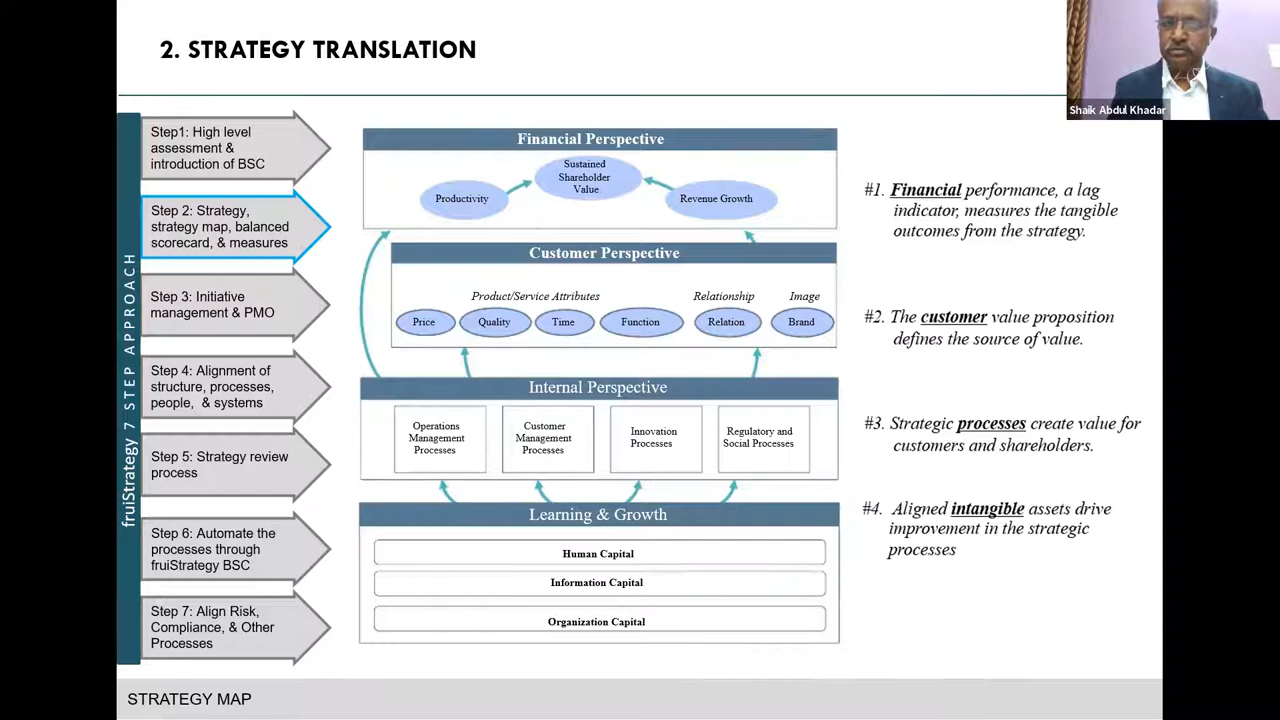 2. STRATEGY TRANSLATION
Shaik Abdul Khadar
fruiStrategy 7 STEP APPROACH
Step1: High level
assessment &
introduction of BSC
Step 2: Strategy,
strategy map, balanced
scorecard, & measures
Step 3: Initiative
management & PMO
Step 4: Alignment of
structure, processes,
people, & systems
Step 5: Strategy review
process
Step 6: Automate the
processes through
fruiStrategy BSC
Step 7: Align Risk,
Compliance, & Other
Processes
Financial Perspective
Sustained
Shareholder
Value
Productivity
Revenue Growth
Customer Perspective
Product/Service Attributes
Relationship
Image
Price
Quality
Time
Function
Relation
Brand
Internal Perspective
Operations
Management
Processes
Customer
Management
Processes
Innovation
Processes
Regulatory and
Social Processes
Learning & Growth
Human Capital
Information Capital
Organization Capital
#1. Financial performance, a lag
indicator, measures the tangible
outcomes from the strategy.
#2. The customer value proposition
defines the source of value.
#3. Strategic processes create value for
customers and shareholders.
#4. Aligned intangible assets drive
improvement in the strategic
processes
STRATEGY MAP